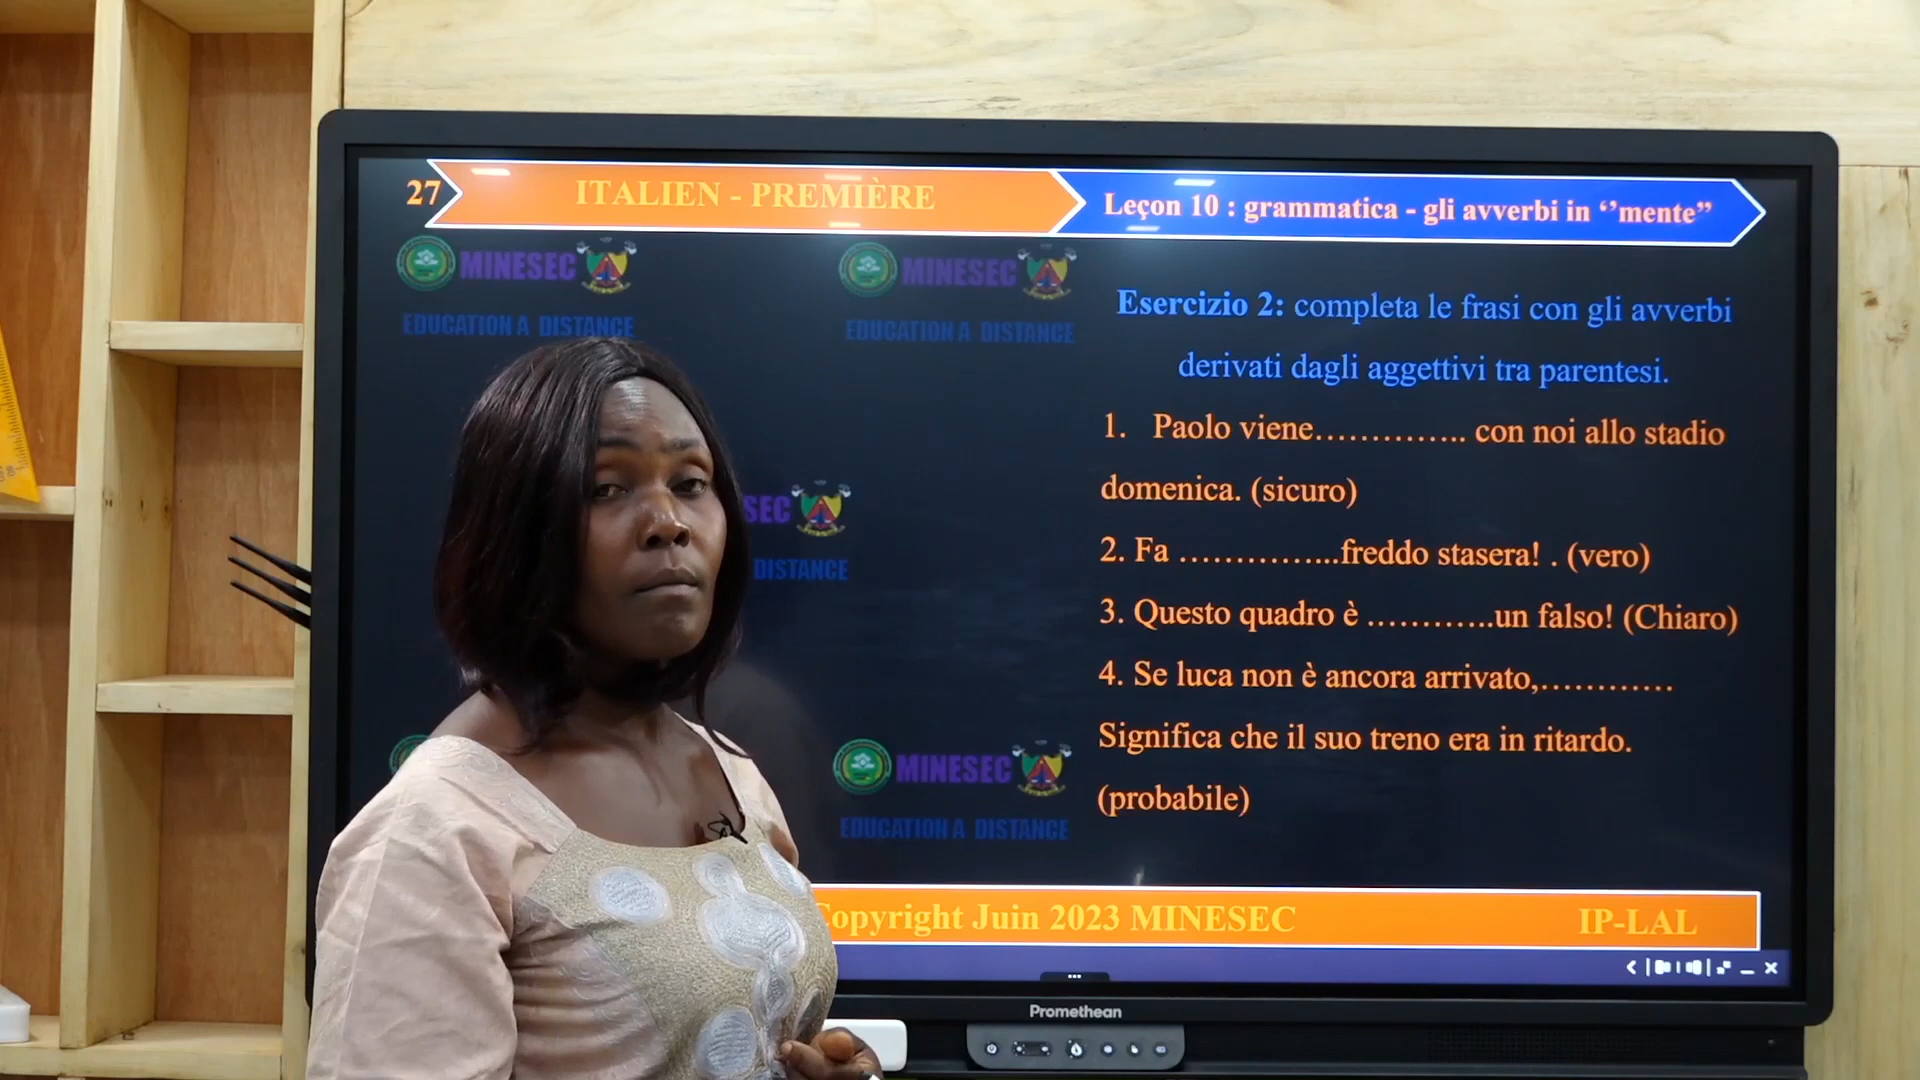 27
ITALIEN - PREMIÈRE
Leçon 10 : grammatica - gli avverbi in ‘’mente”
MINESEC
EDUCATION A DISTANCE
MINESEC
EDUCATION A DISTANCE
Esercizio 2: completa le frasi con gli avverbi
derivati dagli aggettivi tra parentesi.
1. Paolo viene………….. con noi allo stadio
domenica. (sicuro)
SEC
DISTANCE
2. Fa …………...freddo stasera! . (vero)
3. Questo quadro è ………..un falso! (Chiaro)
4. Se luca non è ancora arrivato,…………
Significa che il suo treno era in ritardo.
(probabile)
MINESEC
EDUCATION A DISTANCE
Copyright Juin 2023 MINESEC
IP-LAL
Promethean